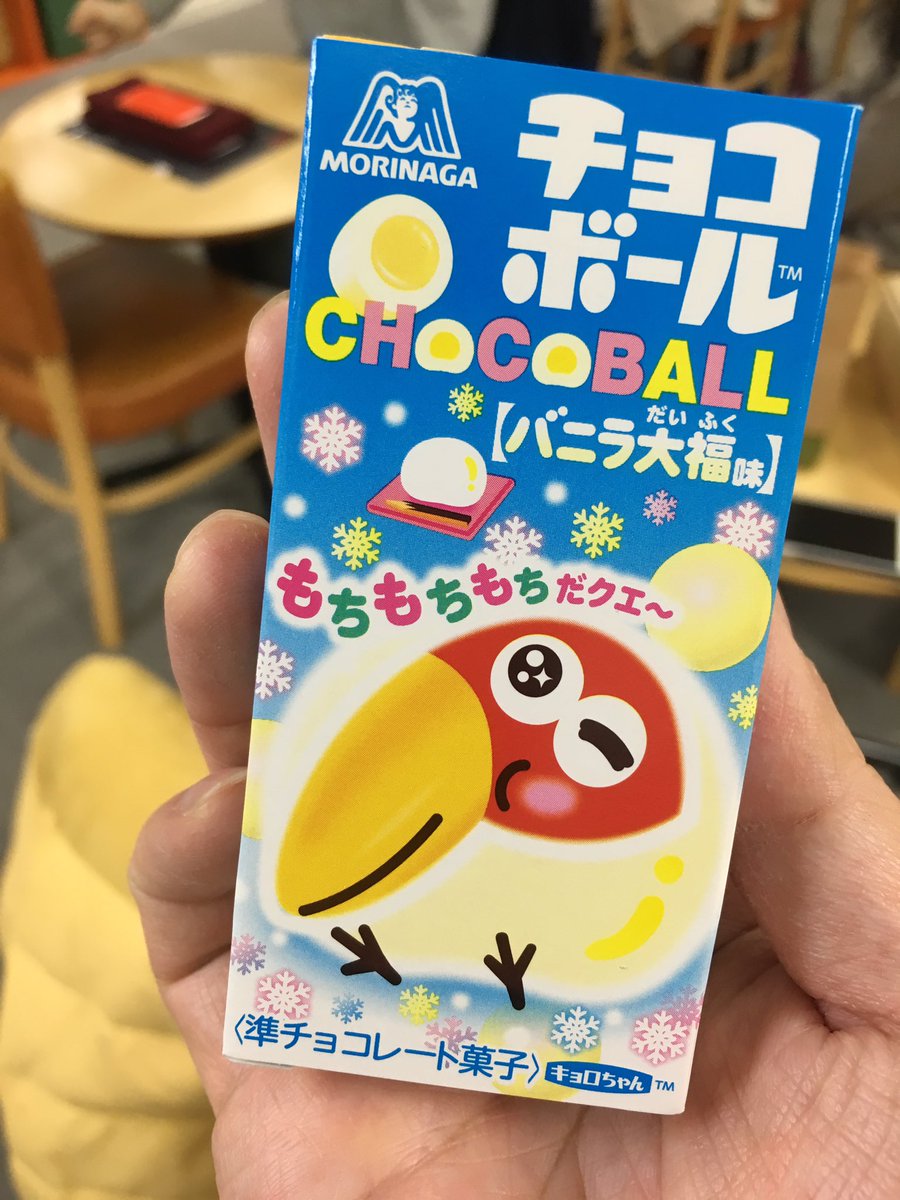 MORINAGA
チョコ
ボール™
CHOCOBALL
だい ふく
【バニラ大福味】
もちもちもちだクエ〜
〈準チョコレート菓子〉
キョロちゃん™